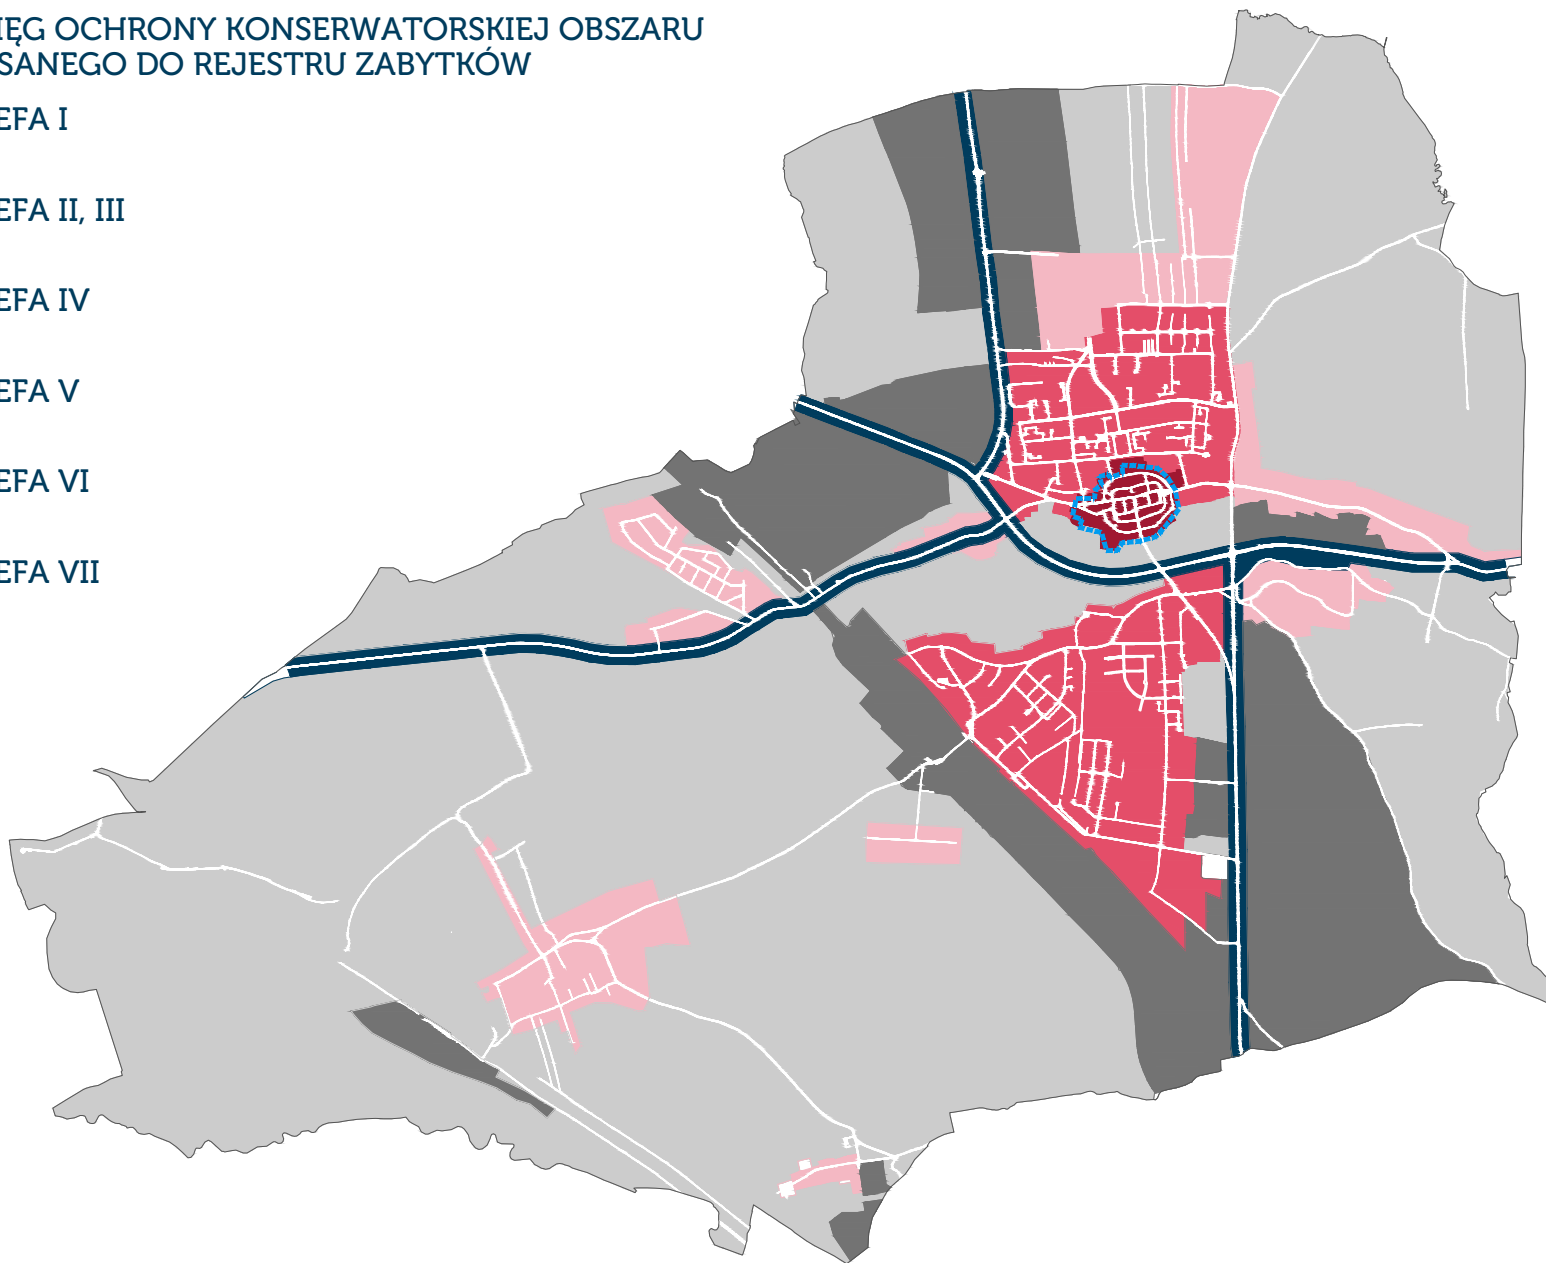 IĘG OCHRONY KONSERWATORSKIEJ OBSZARU
SANEGO DO REJESTRU ZABYTKÓW
EFA I
EFA II, III
EFA IV
EFA V
EFA VI
EFA VII